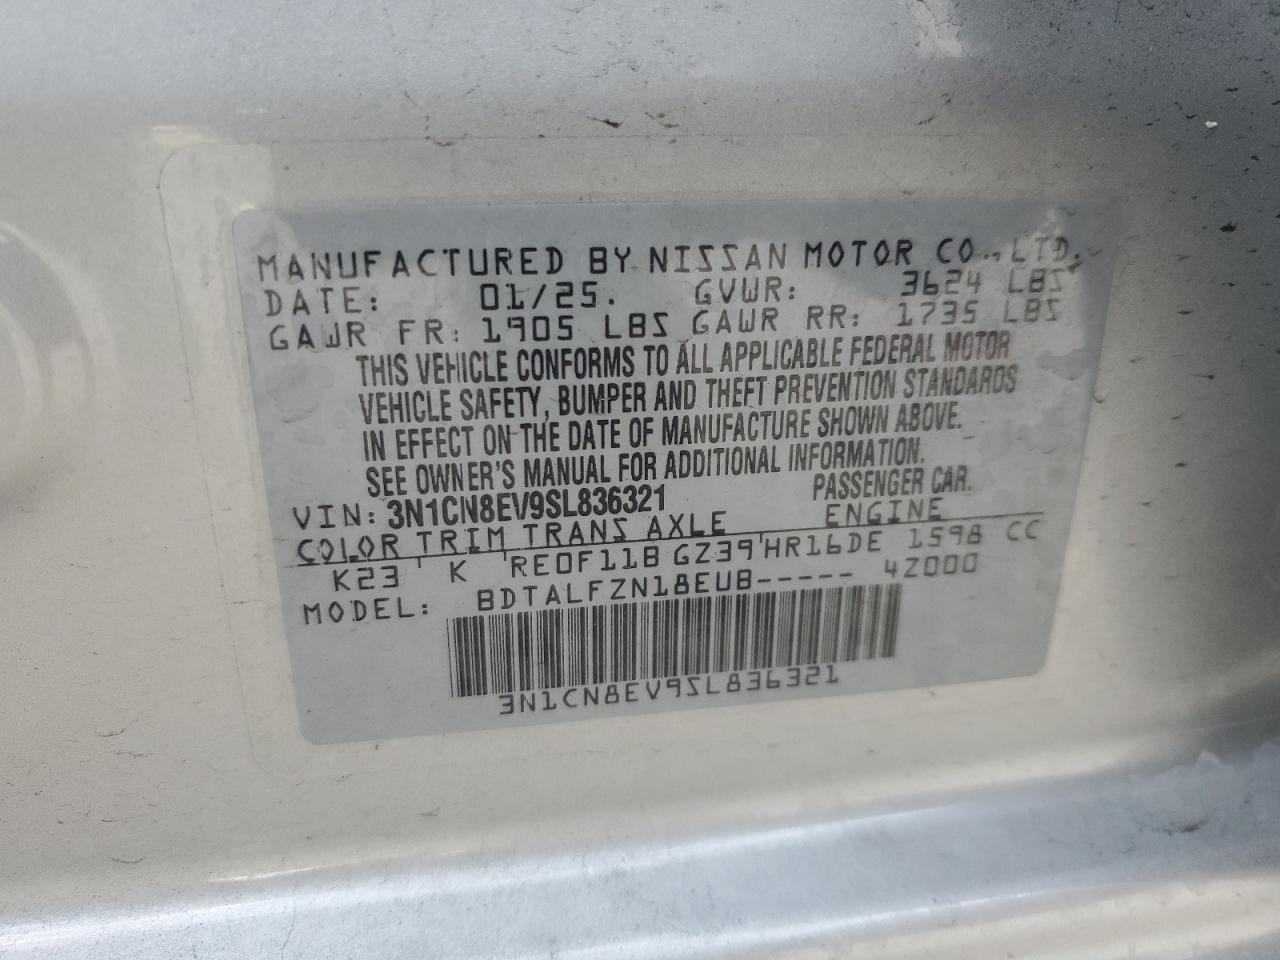 MANUFACTURED BY NISSAN MOTOR CO., LTD.
DATE: 01/25. GVWR: 3624 LBS
GAWR FR: 1905 LBS GAWR RR: 1735 LBS
THIS VEHICLE CONFORMS TO ALL APPLICABLE FEDERAL MOTOR
VEHICLE SAFETY, BUMPER AND THEFT PREVENTION STANDARDS
IN EFFECT ON THE DATE OF MANUFACTURE SHOWN ABOVE.
SEE OWNER'S MANUAL FOR ADDITIONAL INFORMATION.
VIN: 3N1CN8EV9SL836321 PASSENGER CAR.
COLOR TRIM TRANS AXLE ENGINE
K23 K RE0F11B GZ39 HR16DE 1598 CC
MODEL: BDTALFZN18EUB----- 4Z000
3N1CN8EV9SL836321